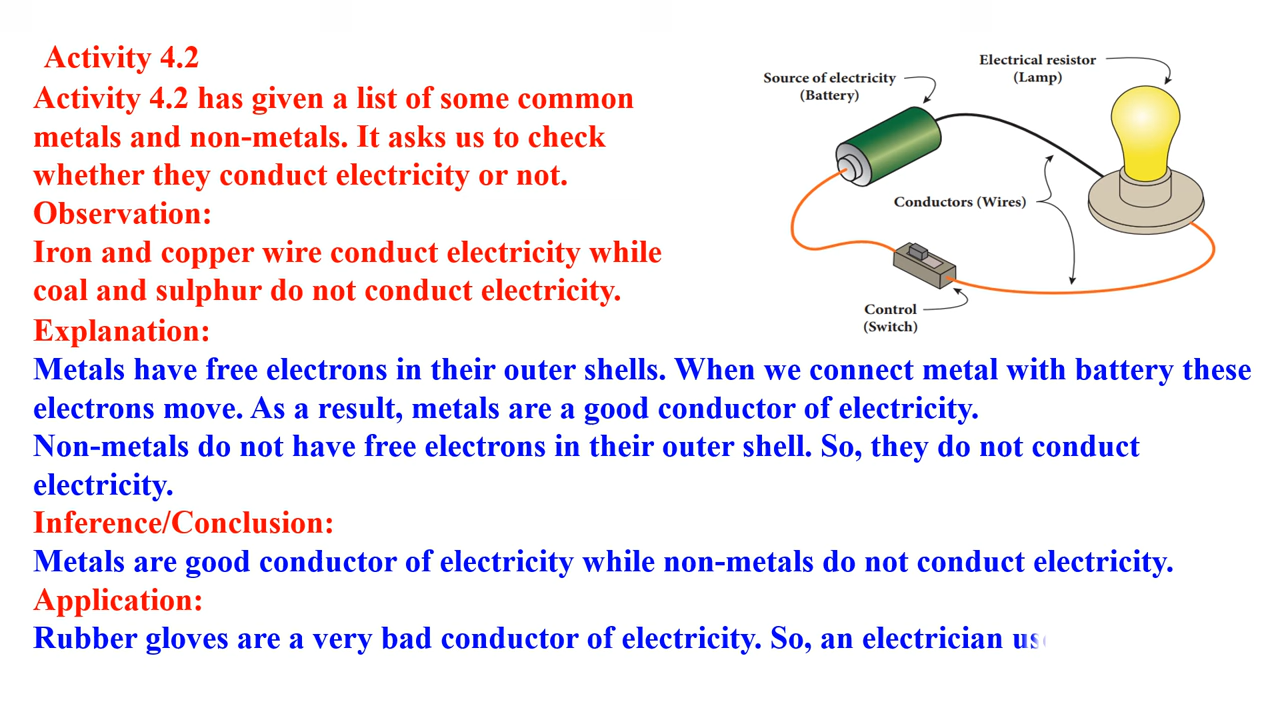 Activity 4.2
Activity 4.2 has given a list of some common
metals and non-metals. It asks us to check
whether they conduct electricity or not.
Observation:
Iron and copper wire conduct electricity while
coal and sulphur do not conduct electricity.
Explanation:
Metals have free electrons in their outer shells. When we connect metal with battery these
electrons move. As a result, metals are a good conductor of electricity.
Non-metals do not have free electrons in their outer shell. So, they do not conduct
electricity.
Inference/Conclusion:
Metals are good conductor of electricity while non-metals do not conduct electricity.
Application:
Rubber gloves are a very bad conductor of electricity. So, an electrician
Source of electricity
(Battery)
Electrical resistor
(Lamp)
Conductors (Wires)
Control
(Switch)